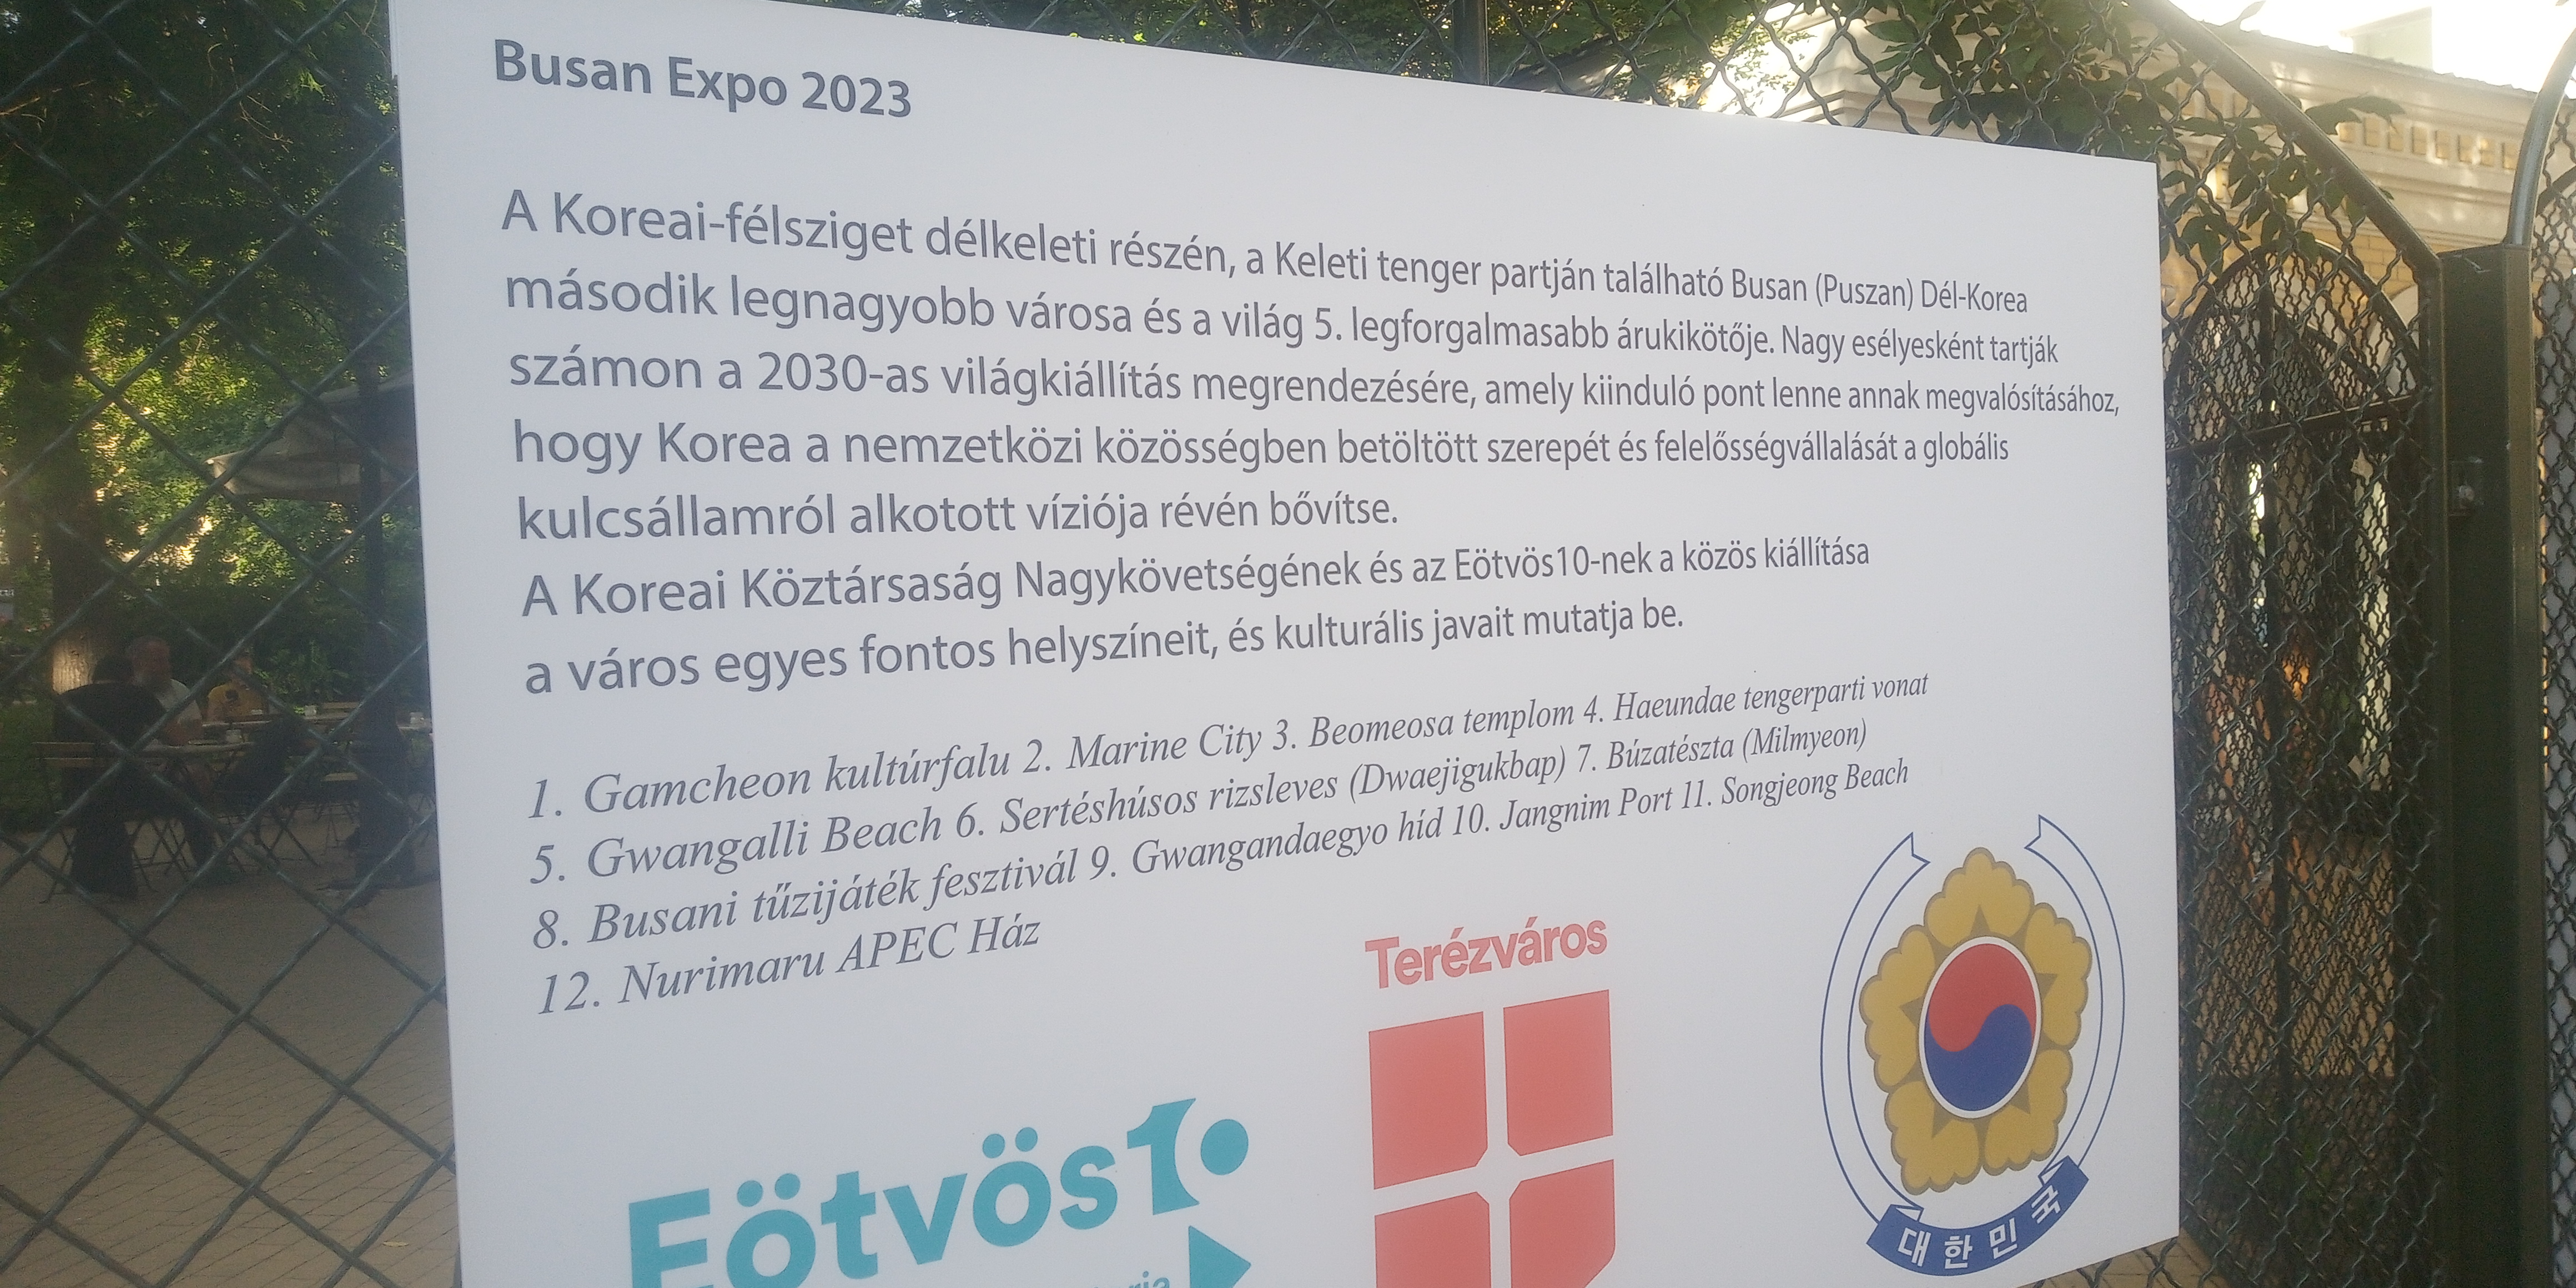 Busan Expo 2023
A Koreai-félsziget délkeleti részén, a Keleti tenger partján található Busan (Puszan) Dél-Korea
második legnagyobb városa és a világ 5. legforgalmasabb árukikötője. Nagy esélyesként tartják
számon a 2030-as világkiállítás megrendezésére, amely kiinduló pont lenne annak megvalósításához,
hogy Korea a nemzetközi közösségben betöltött szerepét és felelősségvállalását a globális
kulcsállamról alkotott víziója révén bővítse.
A Koreai Köztársaság Nagykövetségének és az Eötvös10-nek a közös kiállítása
a város egyes fontos helyszíneit, és kulturális javait mutatja be.
1. Gamcheon kultúrfalu 2. Marine City 3. Beomeosa templom 4. Haeundae tengerparti vonat
5. Gwangalli Beach 6. Sertéshúsos rizsleves (Dwaejigukbap) 7. Búzatészta (Milmyeon)
8. Busani tűzijáték fesztivál 9. Gwangandaegyo híd 10. Jangnim Port 11. Songjeong Beach
12. Nurimaru APEC Ház
Terézváros
Eötvös10
대한민국